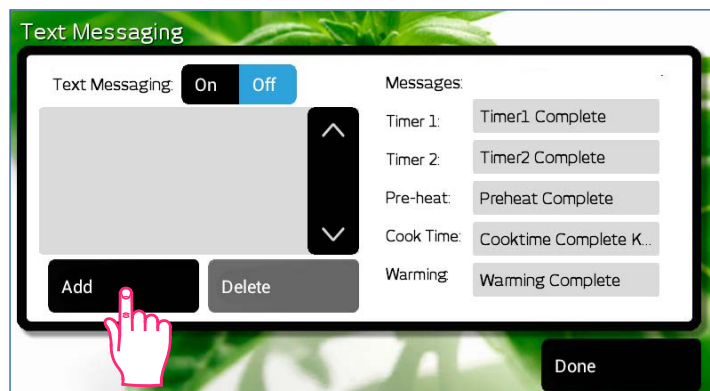 Text Messaging
Text Messaging: On Off
Messages:
Timer 1: Timer1 Complete
Timer 2: Timer2 Complete
Pre-heat: Preheat Complete
Cook Time: Cooktime Complete K...
Warming: Warming Complete
Add Delete
Done